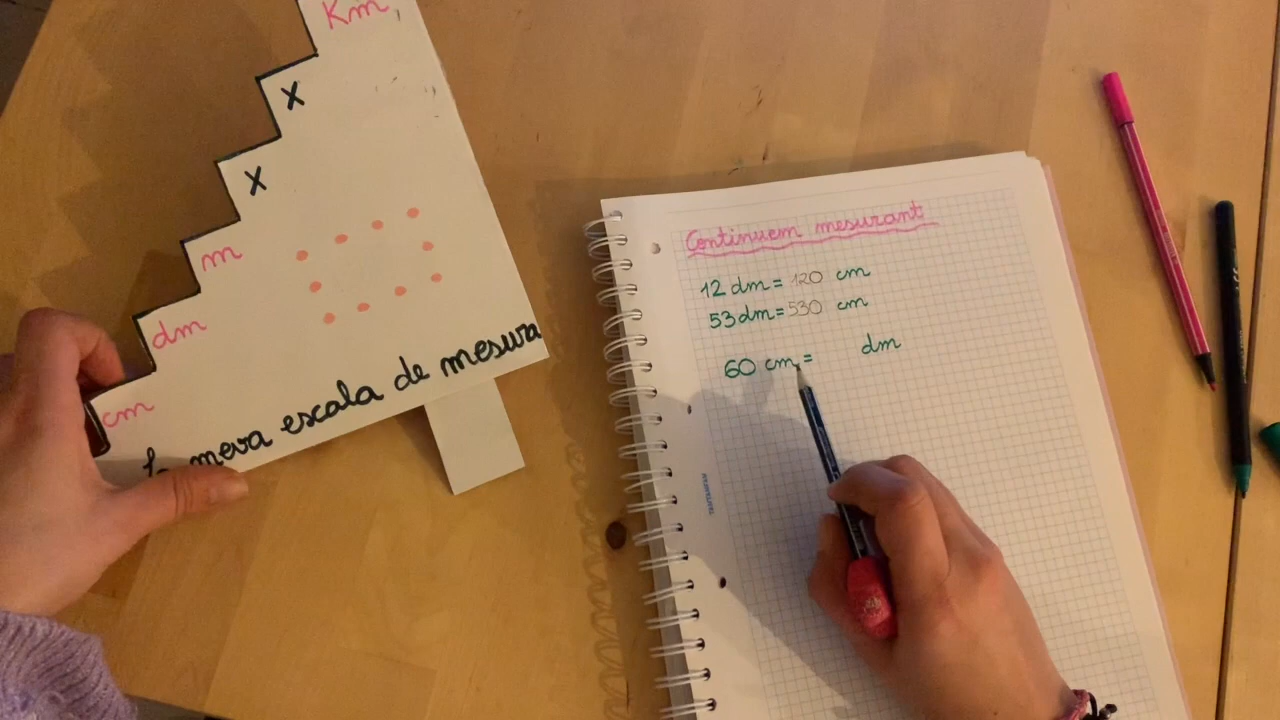 Km
X
X
m
dm
cm
La meva escala de mesura
Continuem mesurant
12 dm = 120 cm
53 dm = 530 cm
60 cm = dm